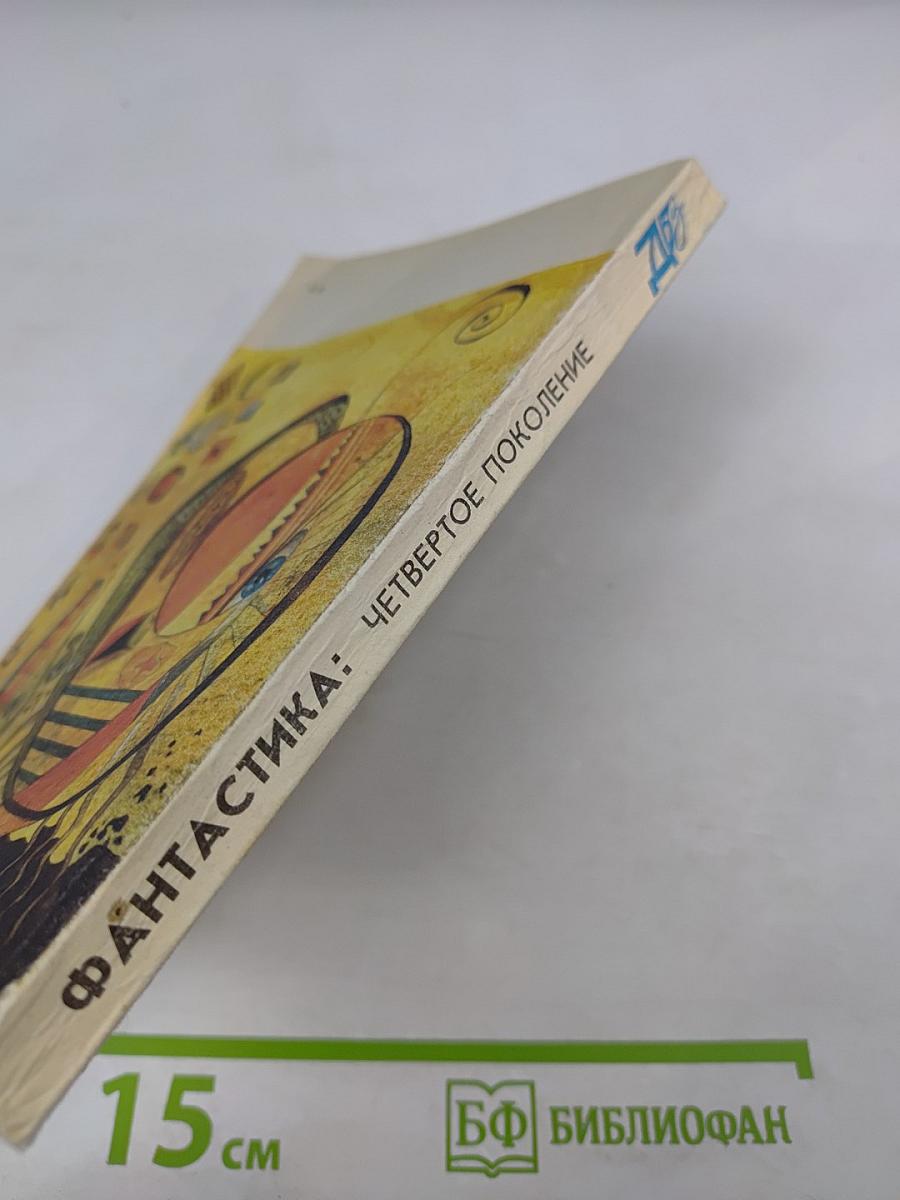 ФАНТАСТИКА: ЧЕТВЕРТОЕ ПОКОЛЕНИЕ
15 см
БФ БИБЛИОФАН